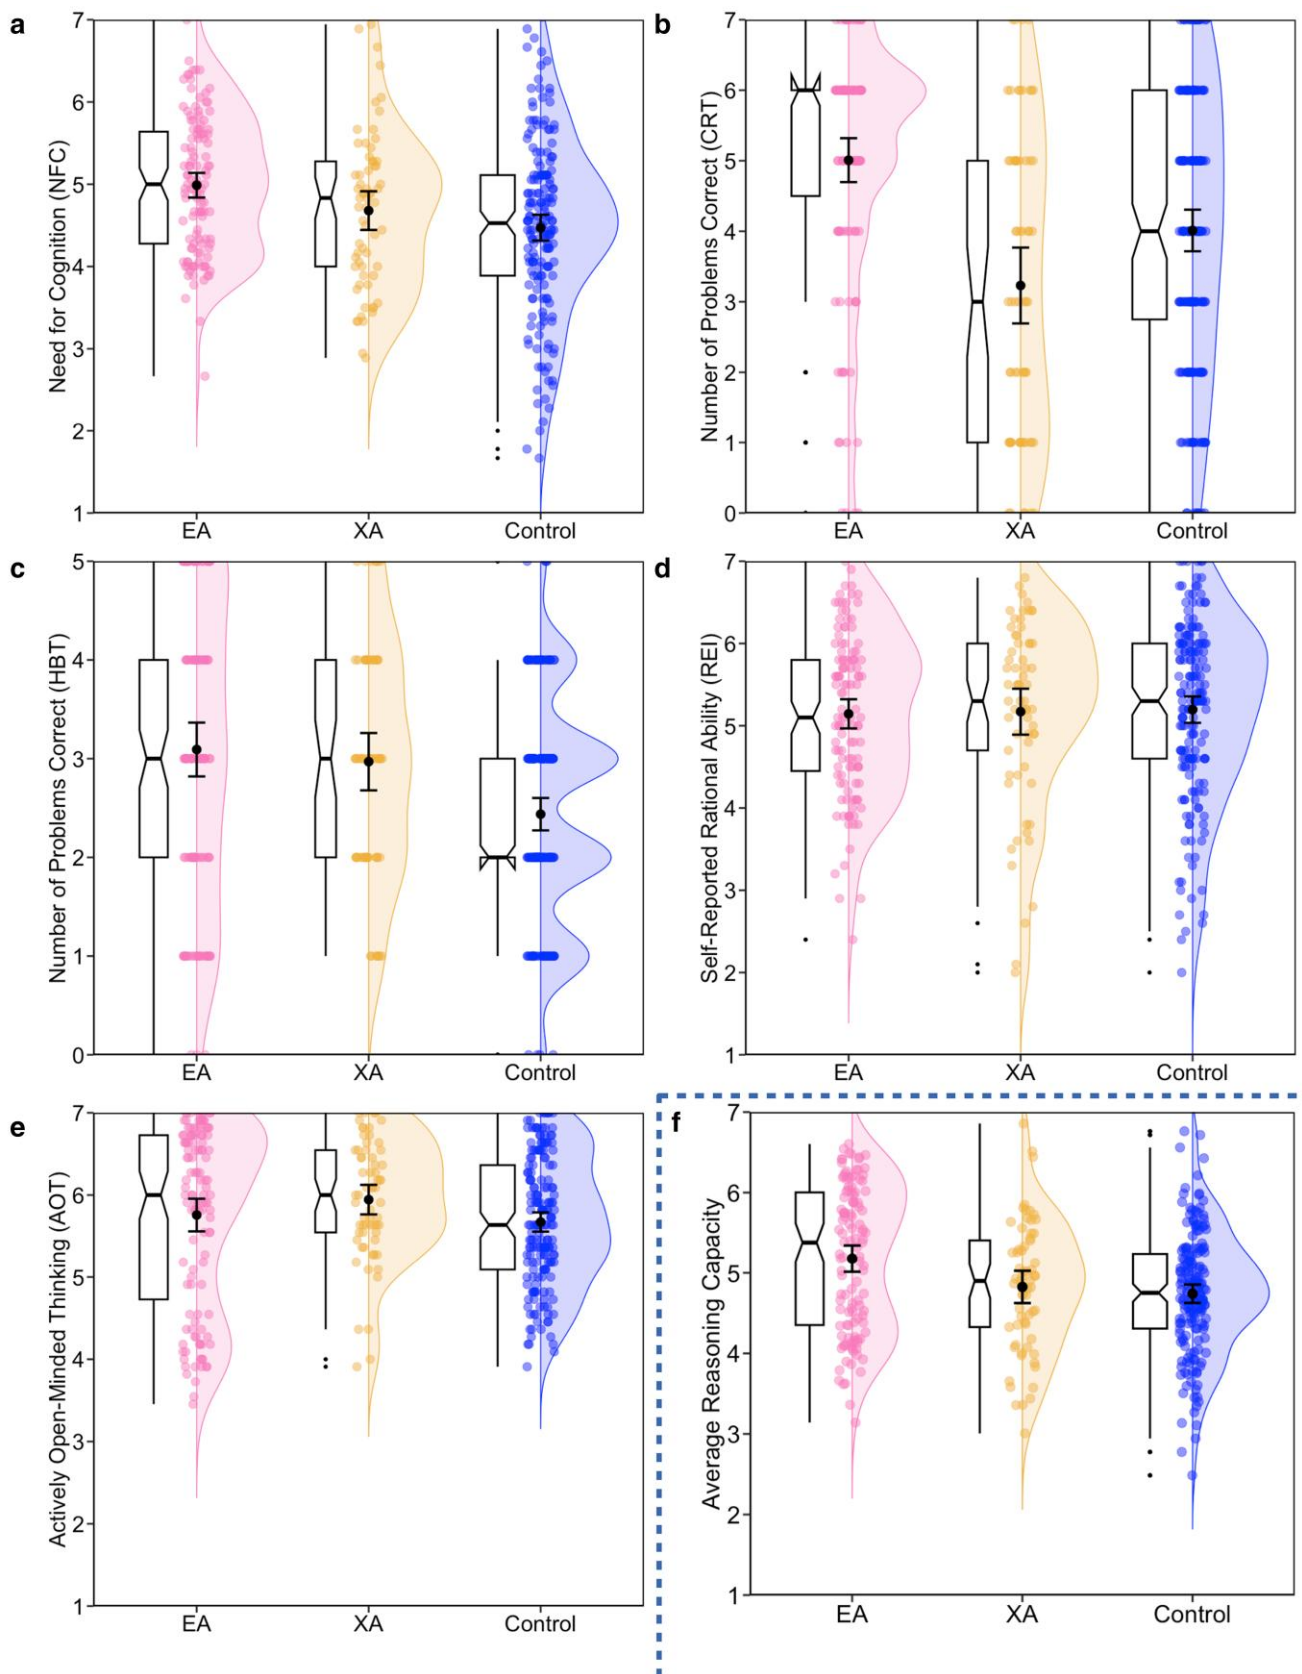 a
Need for Cognition (NFC)
7
6
5
4
3
2
1
EA XA Control
b
Number of Problems Correct (CRT)
7
6
5
4
3
2
1
0
EA XA Control
c
Number of Problems Correct (HBT)
5
4
3
2
1
0
EA XA Control
d
Self-Reported Rational Ability (REI)
7
6
5
4
3
2
1
EA XA Control
e
Actively Open-Minded Thinking (AOT)
7
6
5
4
3
2
1
EA XA Control
f
Average Reasoning Capacity
7
6
5
4
3
2
1
EA XA Control